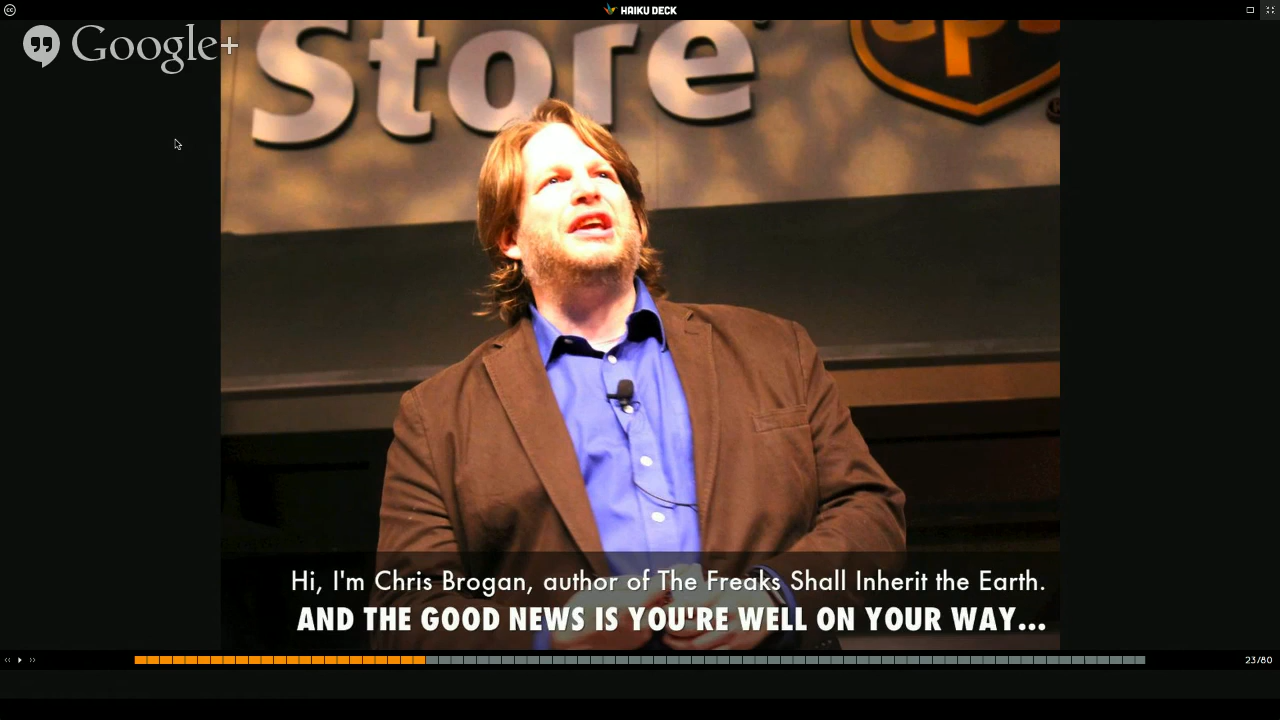 HAIKU DECK
Google+
Store
ups
Hi, I'm Chris Brogan, author of The Freaks Shall Inherit the Earth.
AND THE GOOD NEWS IS YOU'RE WELL ON YOUR WAY...
23/80